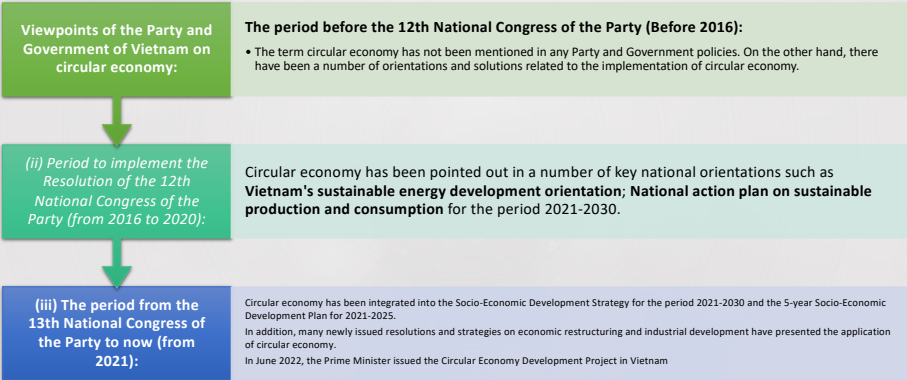 Viewpoints of the Party and
Government of Vietnam on
circular economy:
The period before the 12th National Congress of the Party (Before 2016):
• The term circular economy has not been mentioned in any Party and Government policies. On the other hand, there
have been a number of orientations and solutions related to the implementation of circular economy.
(ii) Period to implement the
Resolution of the 12th
National Congress of the
Party (from 2016 to 2020):
Circular economy has been pointed out in a number of key national orientations such as
Vietnam's sustainable energy development orientation; National action plan on sustainable
production and consumption for the period 2021-2030.
(iii) The period from the
13th National Congress of
the Party to now (from
2021):
Circular economy has been integrated into the Socio-Economic Development Strategy for the period 2021-2030 and the 5-year Socio-Economic
Development Plan for 2021-2025.
In addition, many newly issued resolutions and strategies on economic restructuring and industrial development have presented the application
of circular economy.
In June 2022, the Prime Minister issued the Circular Economy Development Project in Vietnam